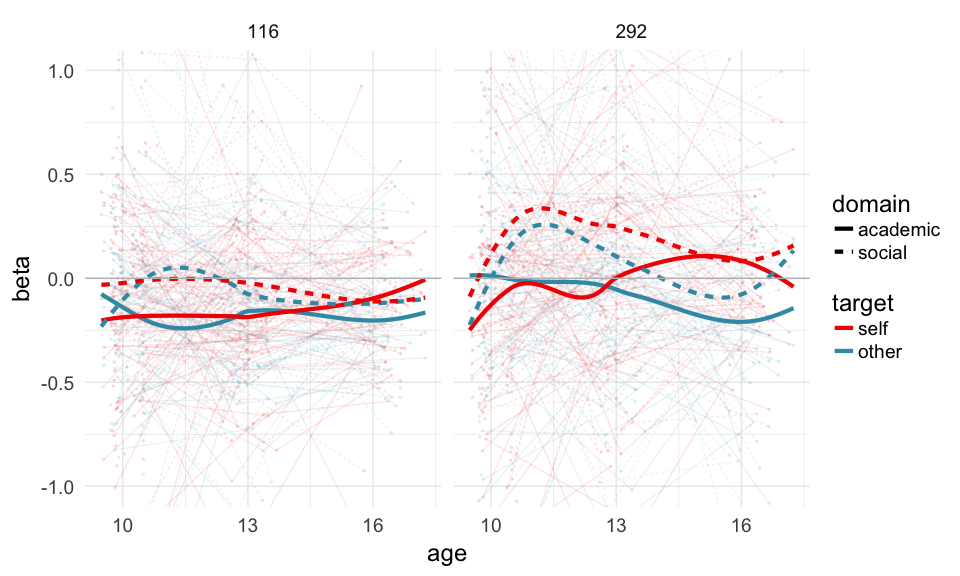 116
292
1.0
0.5
0.0
-0.5
-1.0
beta
10
13
16
10
13
16
age
domain
academic
social
target
self
other